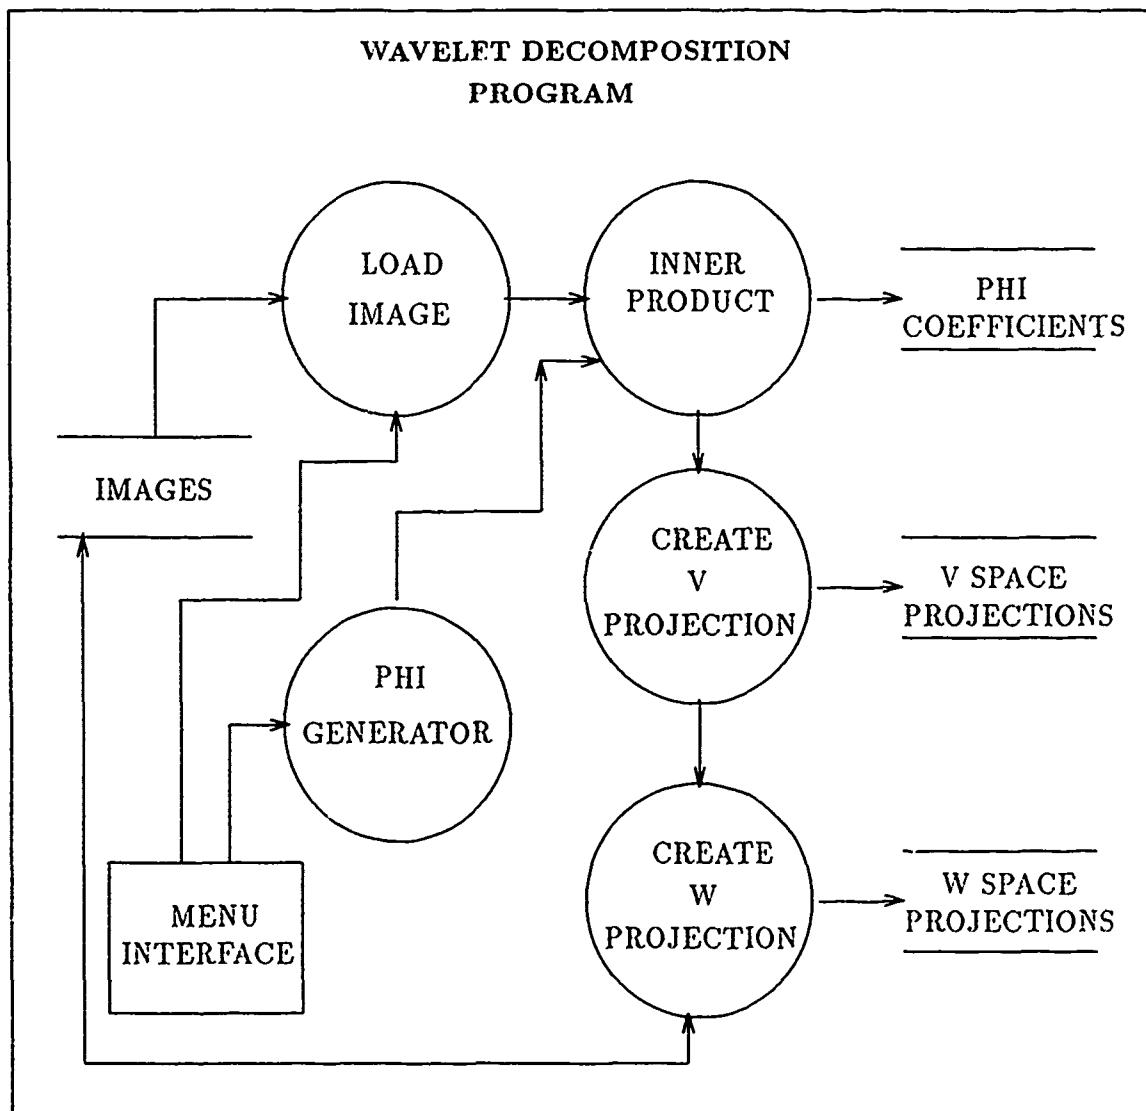 WAVELET DECOMPOSITION
PROGRAM
LOAD
IMAGE
INNER
PRODUCT
PHI
COEFFICIENTS
IMAGES
CREATE
V
PROJECTION
V SPACE
PROJECTIONS
PHI
GENERATOR
CREATE
W
PROJECTION
W SPACE
PROJECTIONS
MENU
INTERFACE